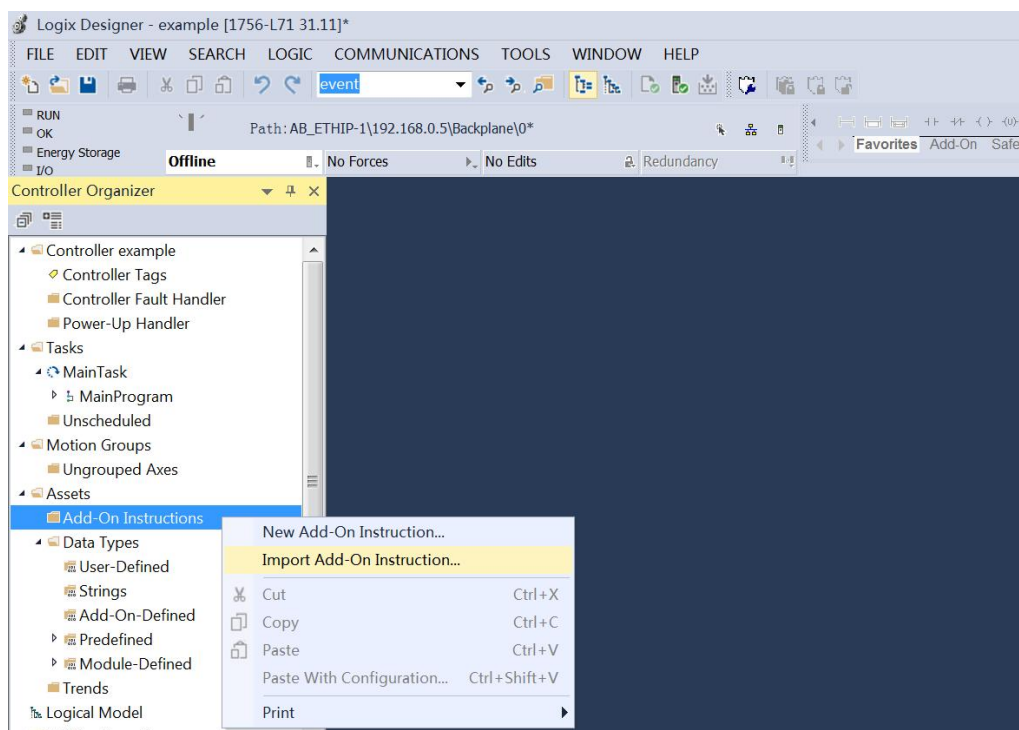 Logix Designer - example [1756-L71 31.11]*
FILE EDIT VIEW SEARCH LOGIC COMMUNICATIONS TOOLS WINDOW HELP
event
RUN
OK
Energy Storage
I/O
Path: AB_ETHIP-1\192.168.0.5\Backplane\0*
Offline No Forces No Edits Redundancy
Favorites Add-On Safe
Controller Organizer
Controller example
Controller Tags
Controller Fault Handler
Power-Up Handler
Tasks
MainTask
MainProgram
Unscheduled
Motion Groups
Ungrouped Axes
Assets
Add-On Instructions
Data Types
User-Defined
Strings
Add-On-Defined
Predefined
Module-Defined
Trends
Logical Model
New Add-On Instruction...
Import Add-On Instruction...
Cut Ctrl+X
Copy Ctrl+C
Paste Ctrl+V
Paste With Configuration... Ctrl+Shift+V
Print